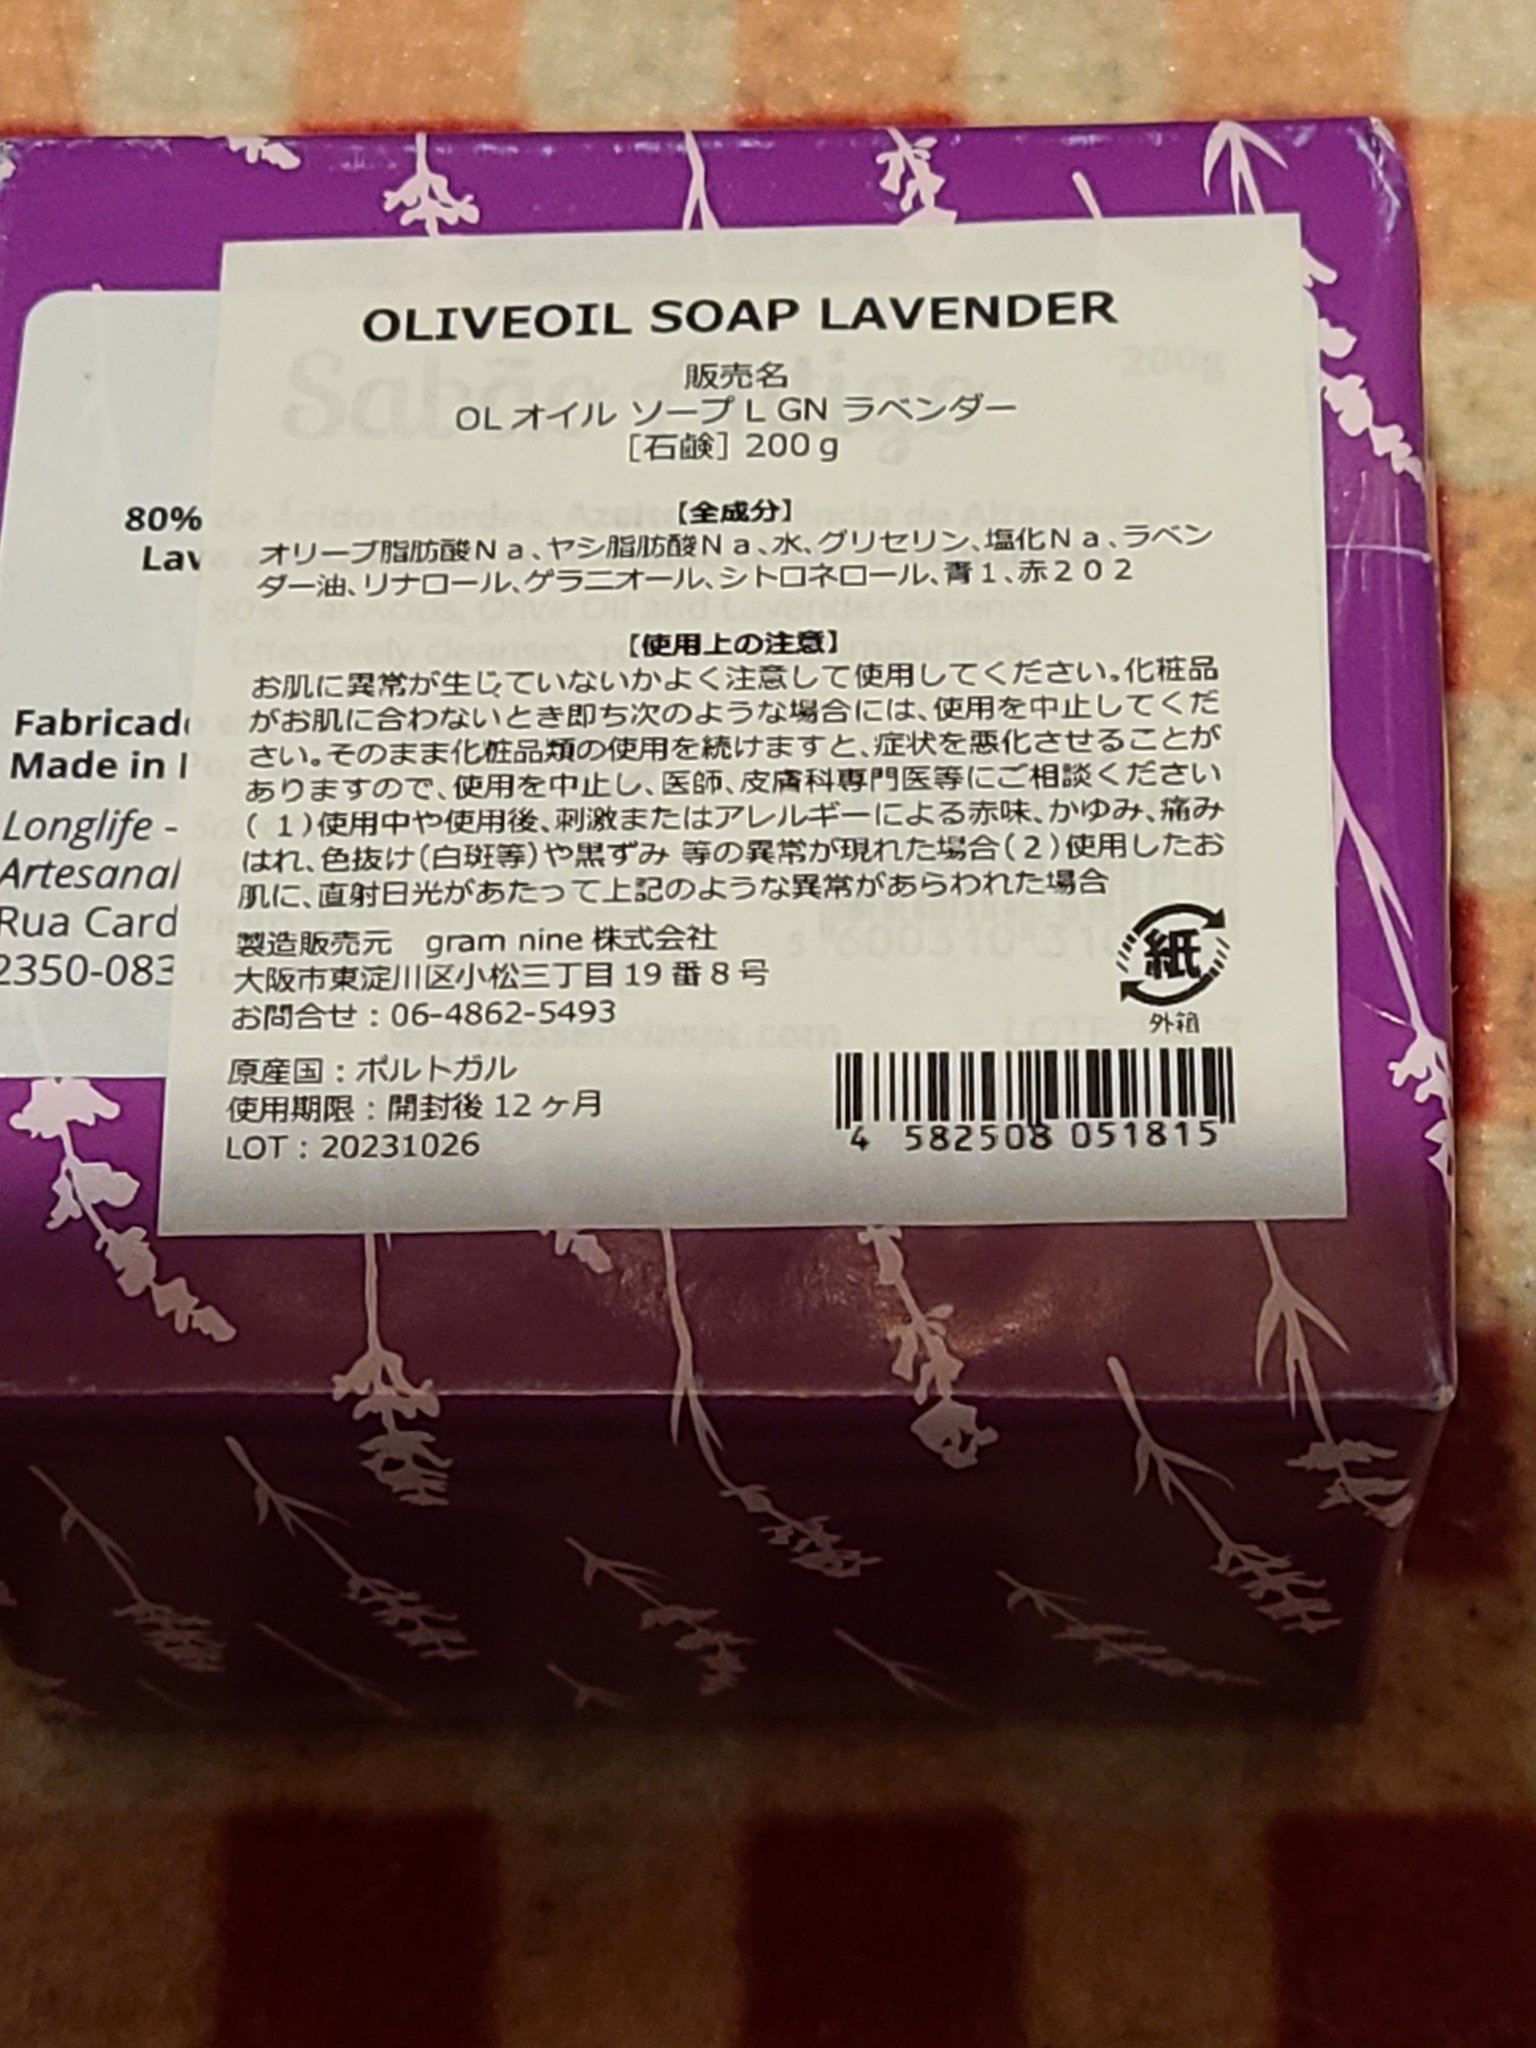 OLIVEOIL SOAP LAVENDER
販売名
OL オイル ソープ L GN ラベンダー
[石鹸] 200 g
【全成分】
オリーブ脂肪酸Ｎａ、ヤシ脂肪酸Ｎａ、水、グリセリン、塩化Ｎａ、ラベン
ダー油、リナロール、ゲラニオール、シトロネロール、青１、赤２０２
【使用上の注意】
お肌に異常が生じていないかよく注意して使用してください。化粧品
がお肌に合わないとき即ち次のような場合には、使用を中止してくだ
さい。そのまま化粧品類の使用を続けますと、症状を悪化させることが
ありますので、使用を中止し、医師、皮膚科専門医等にご相談ください
(1)使用中や使用後、刺激またはアレルギーによる赤味、かゆみ、痛み
はれ、色抜け(白斑等)や黒ずみ 等の異常が現れた場合(2)使用したお
肌に、直射日光があたって上記のような異常があらわれた場合
製造販売元 gram nine 株式会社
大阪市東淀川区小松三丁目 19 番 8 号
お問合せ : 06-4862-5493
紙
外箱
原産国 : ポルトガル
使用期限 : 開封後 12 ヶ月
LOT : 20231026
4 582508 051815
Sabão Antigo
200g
80%
Lav
Fabricado
Made in
Longlife -
Artesanal
Rua Card
2350-083